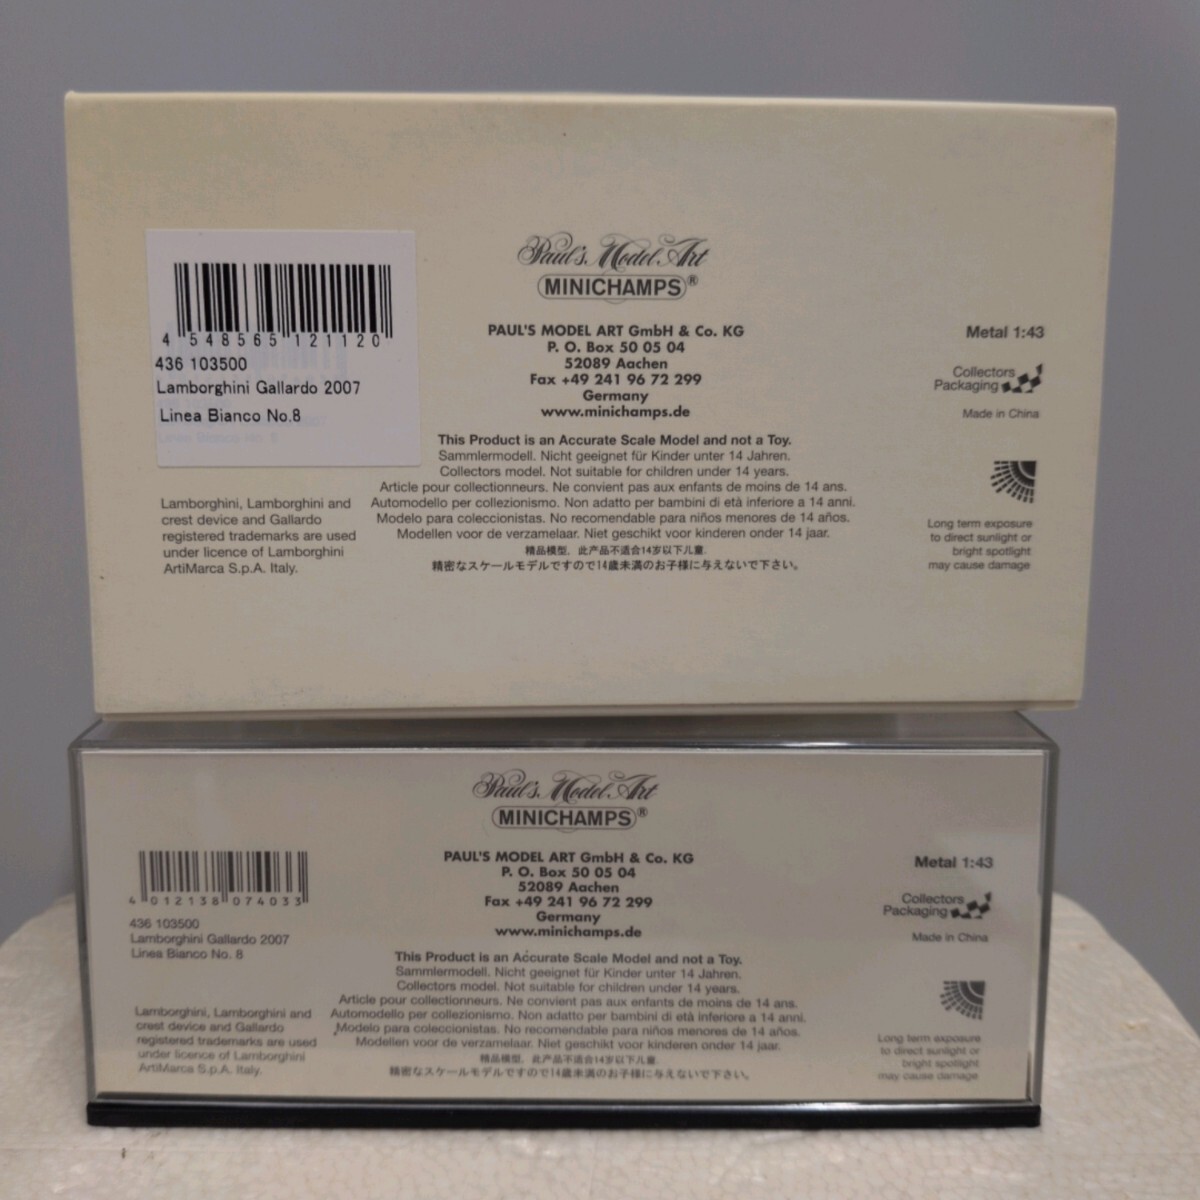 4 548565 121120
436 103500
Lamborghini Gallardo 2007
Linea Bianco No.8
Lamborghini, Lamborghini and
crest device and Gallardo
registered trademarks are used
under licence of Lamborghini
ArtiMarca S.p.A. Italy.
Paul's Model Art
MINICHAMPS®
PAUL'S MODEL ART GmbH & Co. KG
P. O. Box 50 05 04
52089 Aachen
Fax +49 241 96 72 299
Germany
www.minichamps.de
This Product is an Accurate Scale Model and not a Toy.
Sammlermodell. Nicht geeignet für Kinder unter 14 Jahren.
Collectors model. Not suitable for children under 14 years.
Article pour collectionneurs. Ne convient pas aux enfants de moins de 14 ans.
Automodello per collezionismo. Non adatto per bambini di età inferiore a 14 anni.
Modelo para coleccionistas. No recomendable para niños menores de 14 años.
Modellen voor de verzamelaar. Niet geschikt voor kinderen onder 14 jaar.
精品模型，此产品不适合14岁以下儿童.
精密なスケールモデルですので14歳未満のお子様に与えないで下さい。
Metal 1:43
Collectors
Packaging
Made in China
Long term exposure
to direct sunlight or
bright spotlight
may cause damage
4 012138 074033
436 103500
Lamborghini Gallardo 2007
Linea Bianco No. 8
Lamborghini, Lamborghini and
crest device and Gallardo
registered trademarks are used
under licence of Lamborghini
ArtiMarca S.p.A. Italy.
Paul's Model Art
MINICHAMPS®
PAUL'S MODEL ART GmbH & Co. KG
P. O. Box 50 05 04
52089 Aachen
Fax +49 241 96 72 299
Germany
www.minichamps.de
This Product is an Accurate Scale Model and not a Toy.
Sammlermodell. Nicht geeignet für Kinder unter 14 Jahren.
Collectors model. Not suitable for children under 14 years.
Article pour collectionneurs. Ne convient pas aux enfants de moins de 14 ans.
Automodello per collezionismo. Non adatto per bambini di età inferiore a 14 anni.
Modelo para coleccionistas. No recomendable para niños menores de 14 años.
Modellen voor de verzamelaar. Niet geschikt voor kinderen onder 14 jaar.
精品模型，此产品不适合14岁以下儿童.
精密なスケールモデルですので14歳未満のお子様に与えないで下さい。
Metal 1:43
Collectors
Packaging
Made in China
Long term exposure
to direct sunlight or
bright spotlight
may cause damage